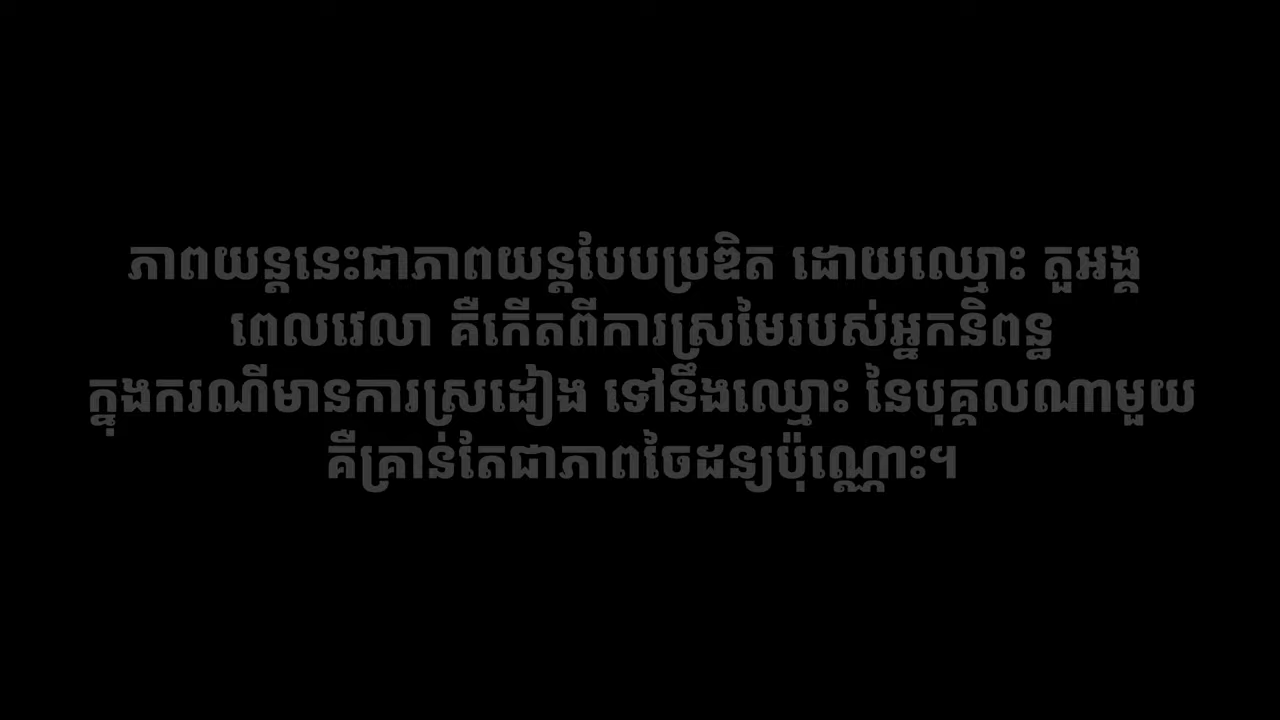 ភាពយន្តនេះជាភាពយន្តបែបប្រឌិត ដោយឈ្មោះ តួអង្គ
ពេលវេលា គឺកើតពីការស្រមៃរបស់អ្នកនិពន្ធ
ក្នុងករណីមានការស្រដៀង ទៅនឹងឈ្មោះ នៃបុគ្គលណាមួយ
គឺគ្រាន់តែជាភាពចៃដន្យប៉ុណ្ណោះ។